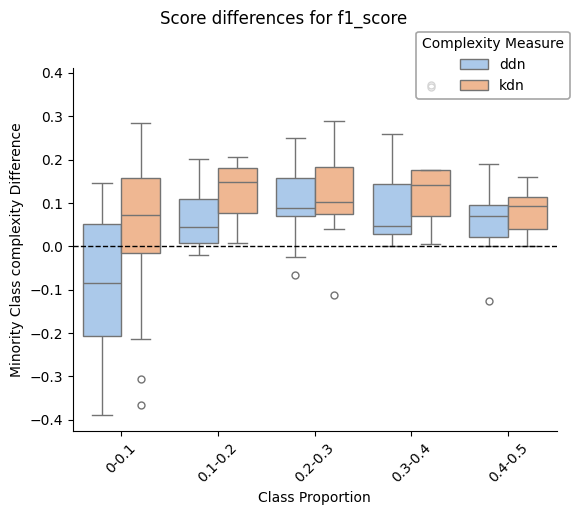 Score differences for f1_score
Complexity Measure
ddn
kdn
Minority Class complexity Difference
0.4
0.3
0.2
0.1
0.0
−0.1
−0.2
−0.3
−0.4
0-0.1
0.1-0.2
0.2-0.3
0.3-0.4
0.4-0.5
Class Proportion